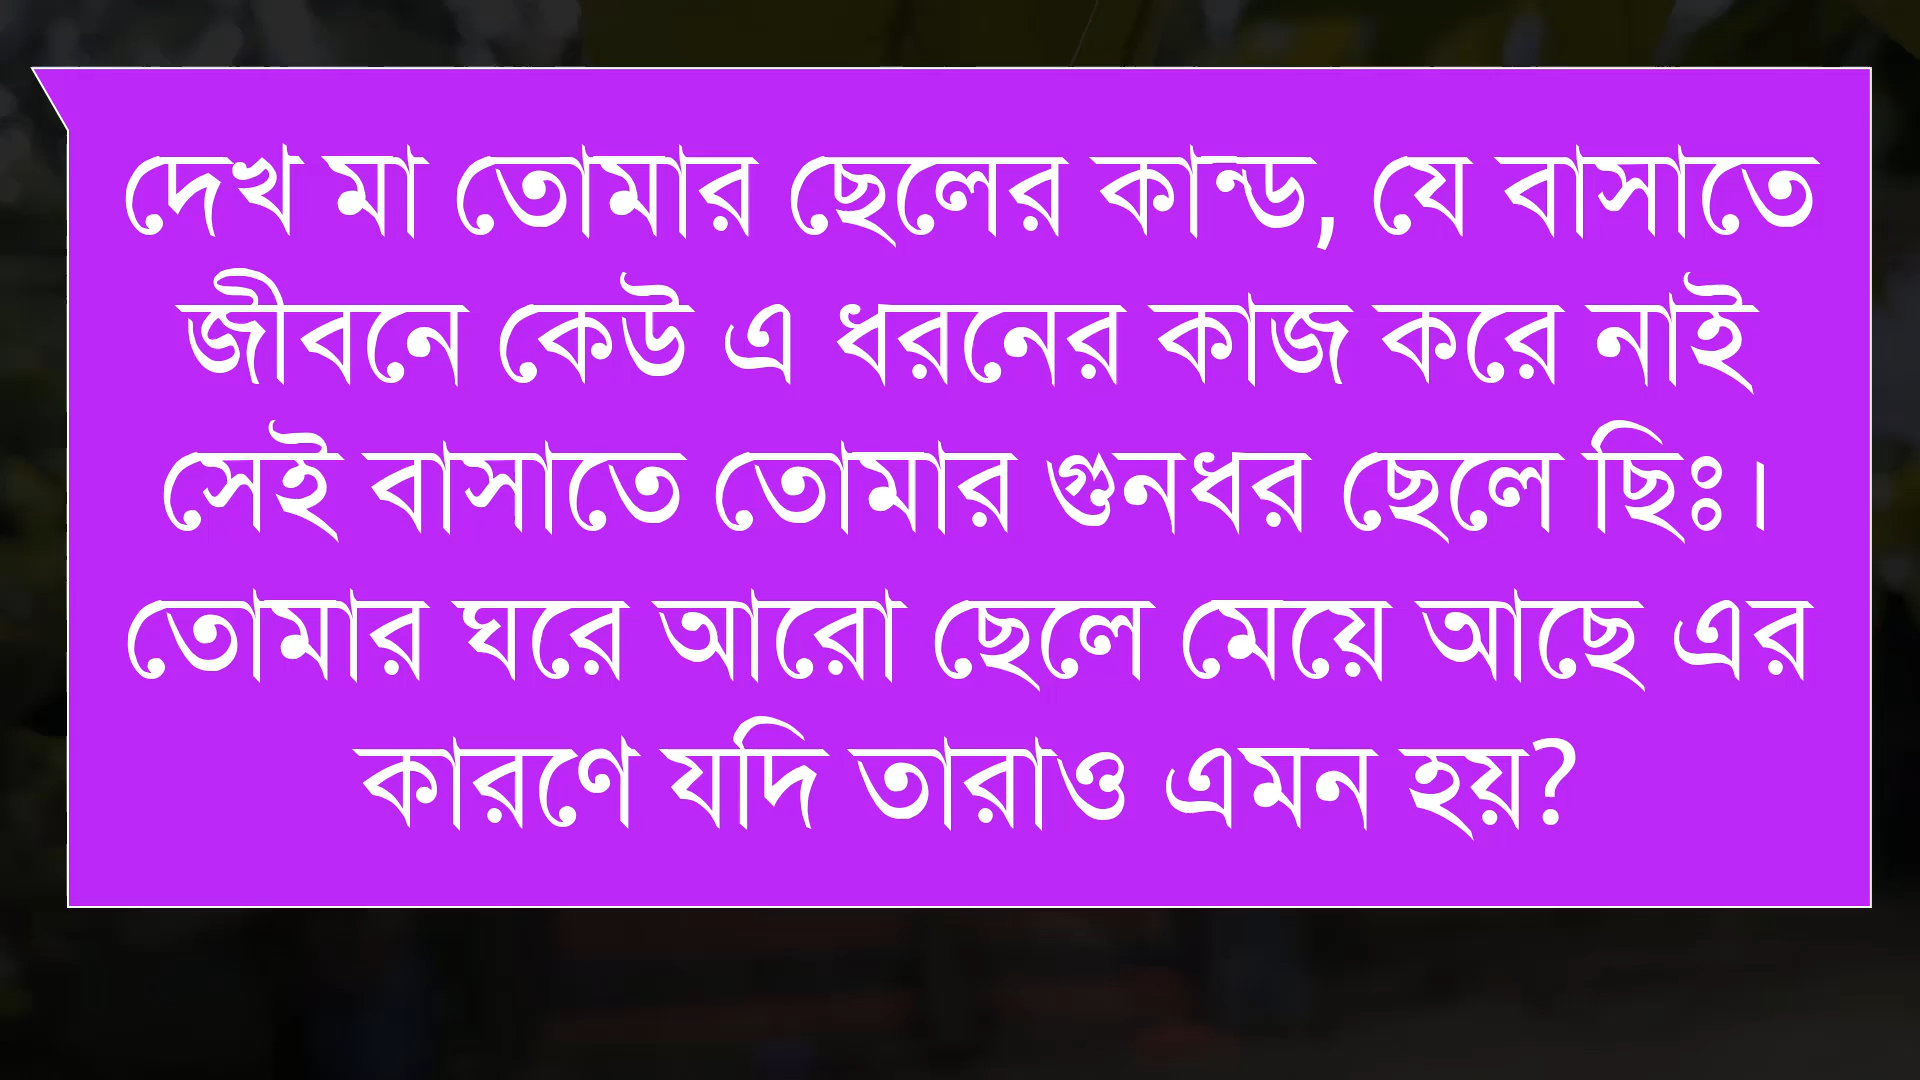 দেখ মা তোমার ছেলের কান্ড, যে বাসাতে
জীবনে কেউ এ ধরনের কাজ করে নাই
সেই বাসাতে তোমার গুনধর ছেলে ছিঃ।
তোমার ঘরে আরো ছেলে মেয়ে আছে এর
কারণে যদি তারাও এমন হয়?